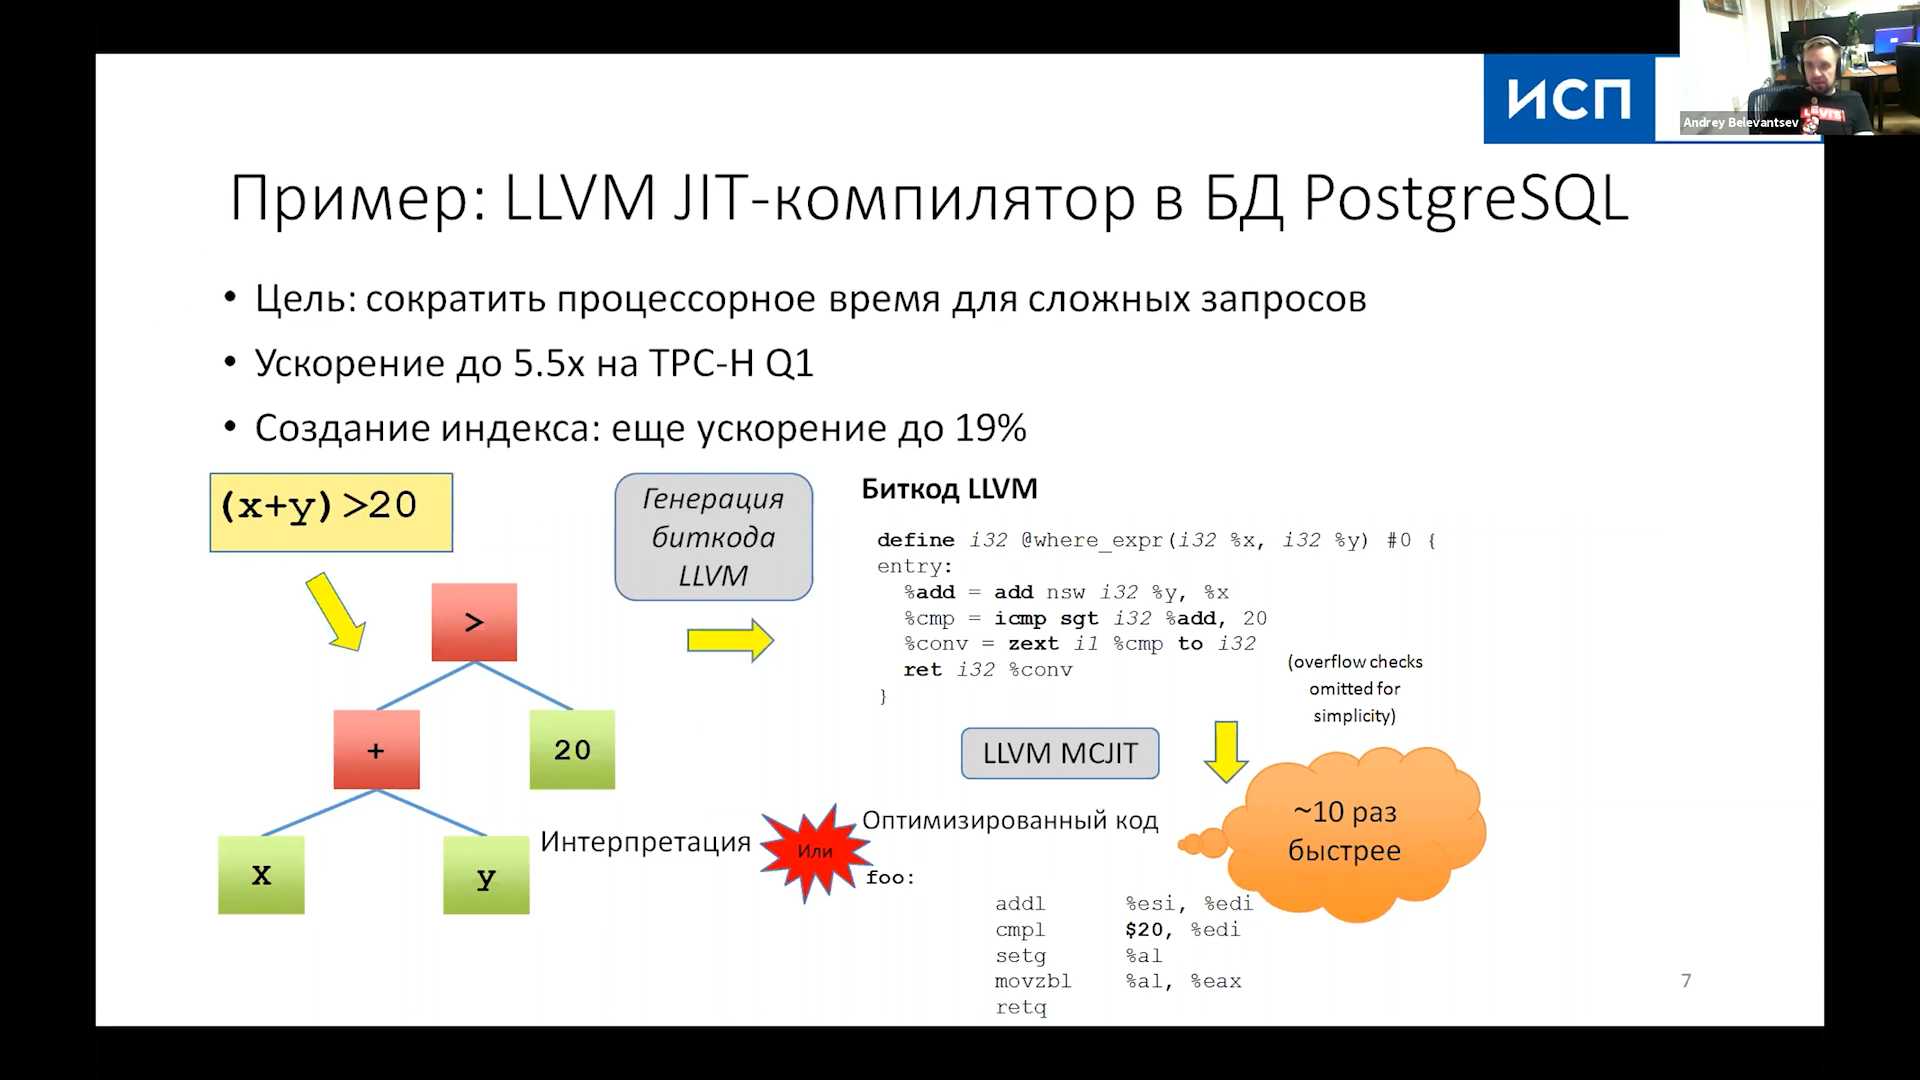 ИСП
Andrey Belevantsev
LEVI'S
Пример: LLVM JIT-компилятор в БД PostgreSQL
• Цель: сократить процессорное время для сложных запросов
• Ускорение до 5.5x на TPC-H Q1
• Создание индекса: еще ускорение до 19%
(x+y)>20
>
+
20
x
y
Генерация
биткода
LLVM
Биткод LLVM
define i32 @where_expr(i32 %x, i32 %y) #0 {
entry:
%add = add nsw i32 %y, %x
%cmp = icmp sgt i32 %add, 20
%conv = zext i1 %cmp to i32
ret i32 %conv
}
(overflow checks
omitted for
simplicity)
LLVM MCJIT
~10 раз
быстрее
Интерпретация
Или
Оптимизированный код
foo:
addl %esi, %edi
cmpl $20, %edi
setg %al
movzbl %al, %eax
retq
7